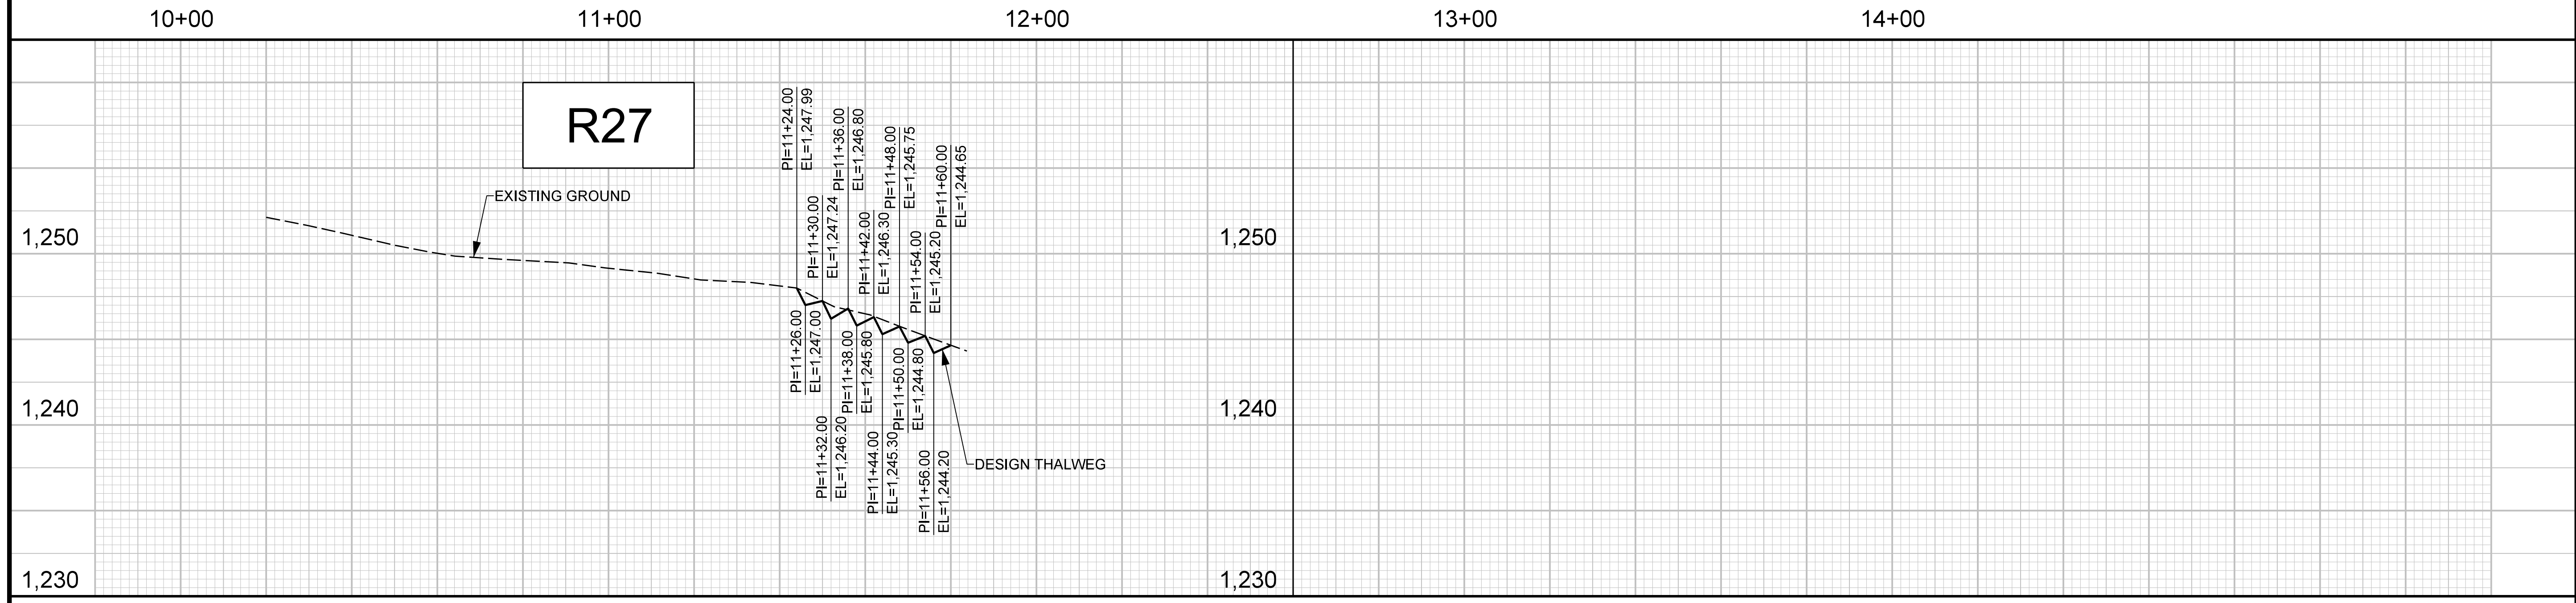 10+00
11+00
12+00
13+00
14+00
R27
EXISTING GROUND
1,250
1,250
1,240
1,240
1,230
1,230
PI=11+24.00
EL=1,247.99
PI=11+26.00
EL=1,247.00
PI=11+30.00
EL=1,247.24
PI=11+32.00
EL=1,246.20
PI=11+36.00
EL=1,246.80
PI=11+38.00
EL=1,245.80
PI=11+42.00
EL=1,246.30
PI=11+44.00
EL=1,245.30
PI=11+48.00
EL=1,245.75
PI=11+50.00
EL=1,244.80
PI=11+54.00
EL=1,245.20
PI=11+56.00
EL=1,244.20
PI=11+60.00
EL=1,244.65
DESIGN THALWEG